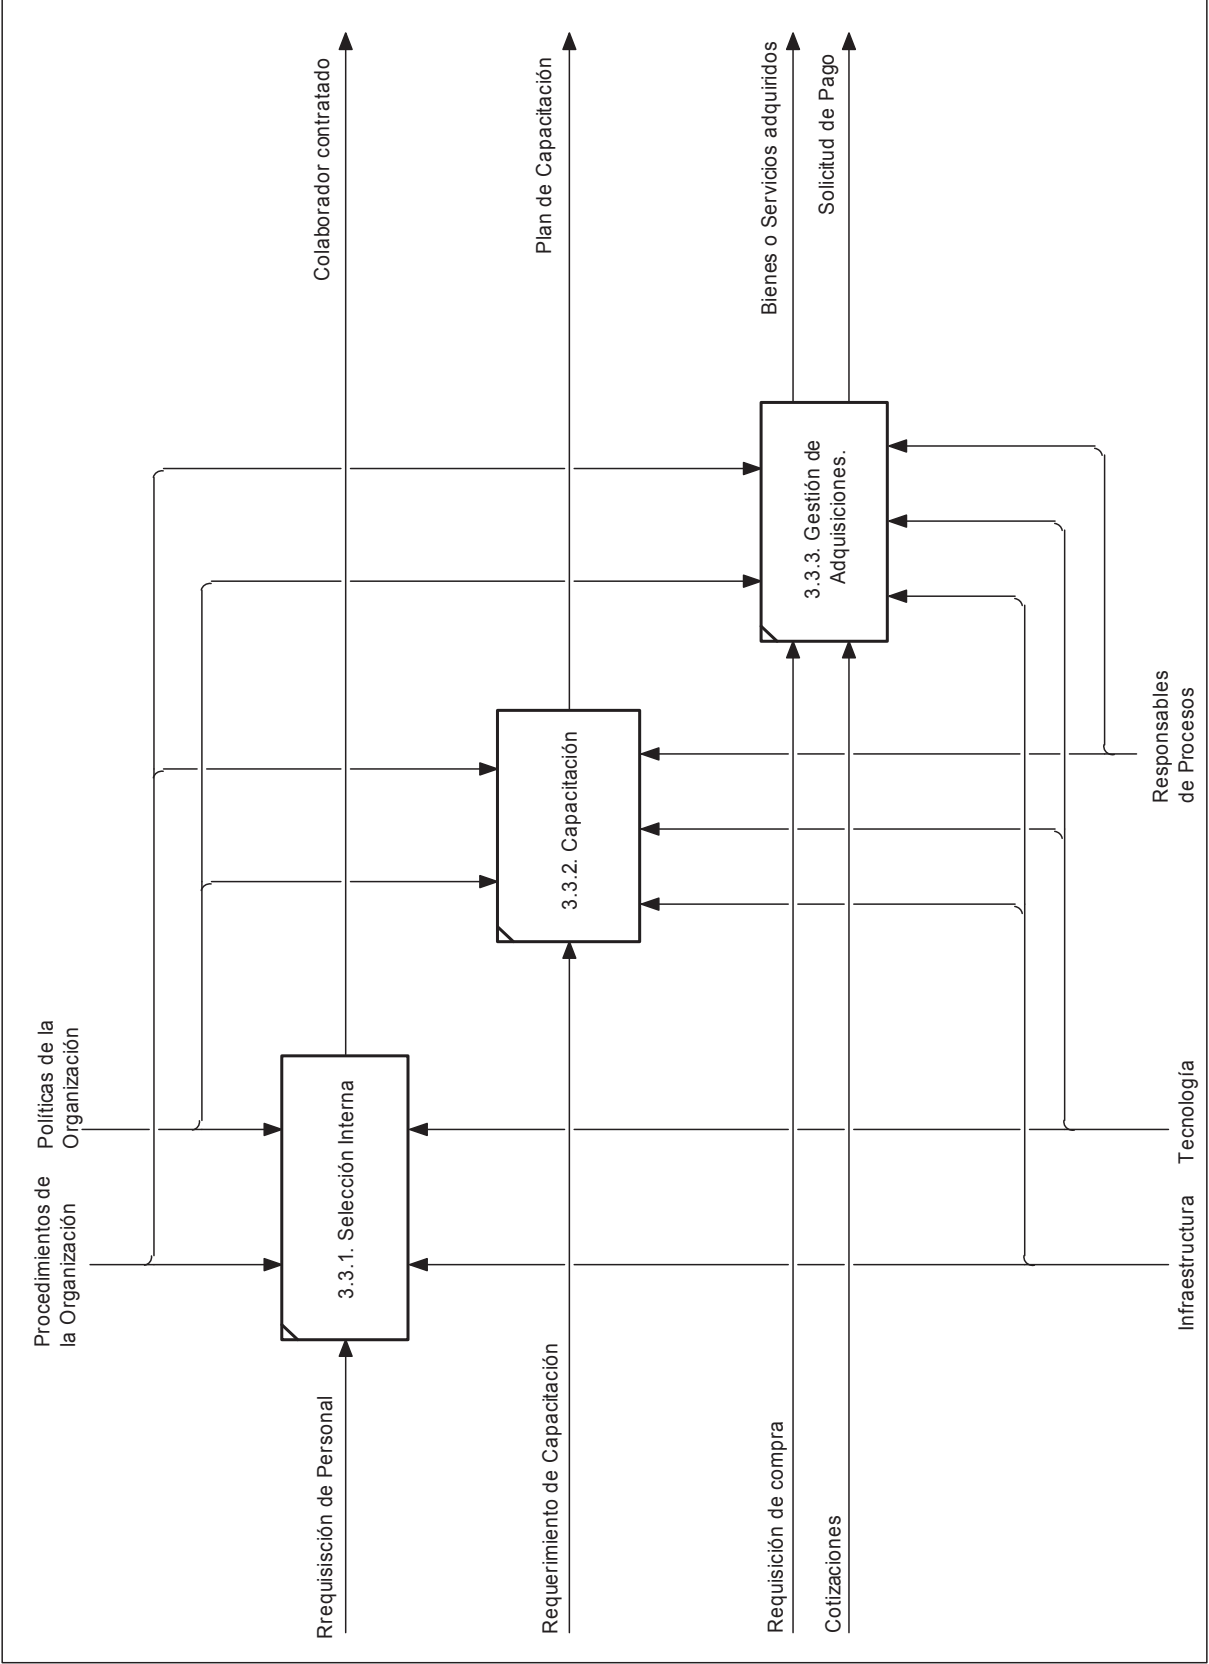 Procedimientos de
la Organización
Políticas de la
Organización
Rrequisisción de Personal
3.3.1. Selección Interna
Colaborador contratado
Requerimiento de Capacitación
3.3.2. Capacitación
Plan de Capacitación
Requisición de compra
Cotizaciones
3.3.3. Gestión de
Adquisiciones.
Bienes o Servicios adquiridos
Solicitud de Pago
Infraestructura
Tecnología
Responsables
de Procesos